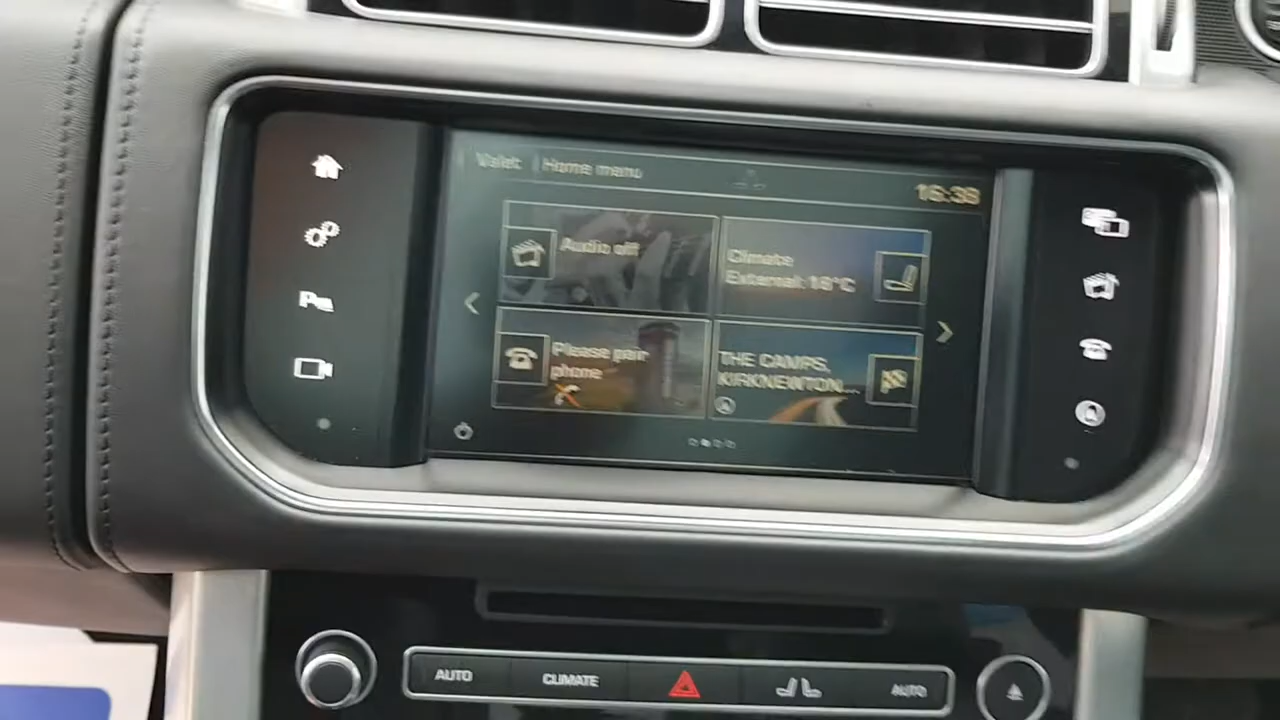 Valet | Home menu
16:38
Audio off
Climate
External: 18°C
Please pair
phone
THE CAMPS,
KIRKNEWTON...
AUTO
CLIMATE
AUTO